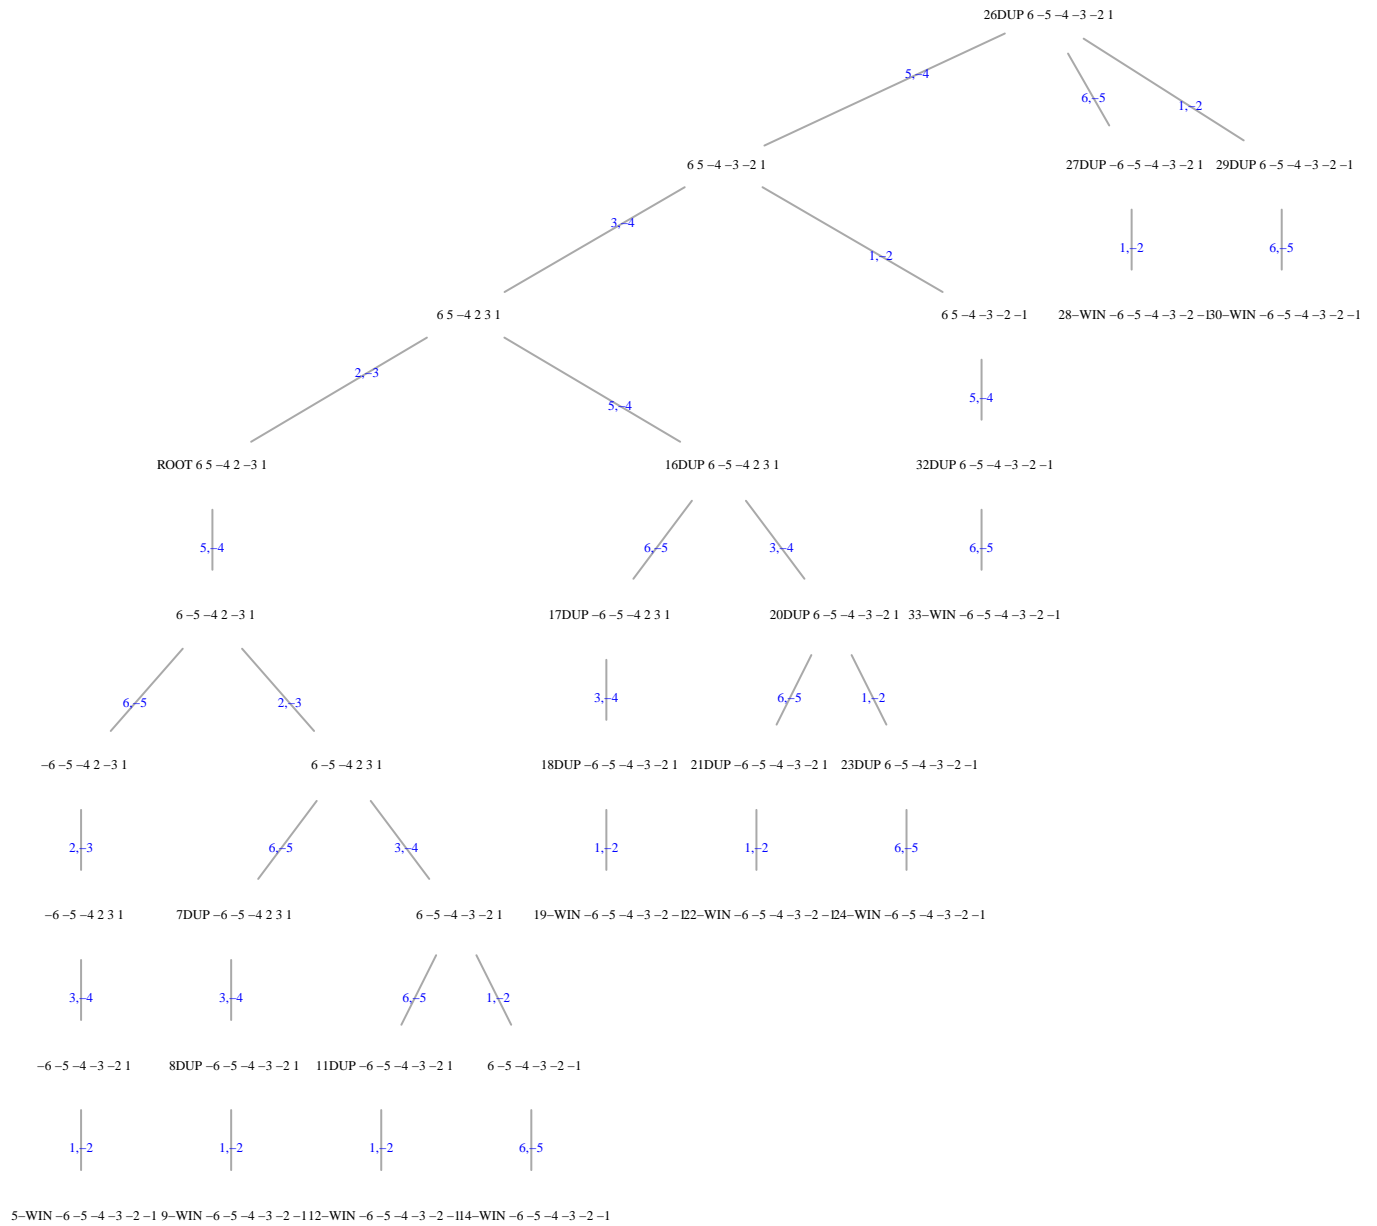 26DUP 6 –5 –4 –3 –2 1
5,–4
6,–5
1,–2
6 5 –4 –3 –2 1
27DUP –6 –5 –4 –3 –2 1
29DUP 6 –5 –4 –3 –2 –1
3,–4
1,–2
1,–2
6,–5
6 5 –4 2 3 1
6 5 –4 –3 –2 –1
28–WIN –6 –5 –4 –3 –2 –1
30–WIN –6 –5 –4 –3 –2 –1
2,–3
5,–4
5,–4
ROOT 6 5 –4 2 –3 1
16DUP 6 –5 –4 2 3 1
32DUP 6 –5 –4 –3 –2 –1
5,–4
6,–5
3,–4
6,–5
6 –5 –4 2 –3 1
17DUP –6 –5 –4 2 3 1
20DUP 6 –5 –4 –3 –2 1
33–WIN –6 –5 –4 –3 –2 –1
6,–5
2,–3
3,–4
6,–5
1,–2
–6 –5 –4 2 –3 1
6 –5 –4 2 3 1
18DUP –6 –5 –4 –3 –2 1
21DUP –6 –5 –4 –3 –2 1
23DUP 6 –5 –4 –3 –2 –1
2,–3
6,–5
3,–4
1,–2
1,–2
6,–5
–6 –5 –4 2 3 1
7DUP –6 –5 –4 2 3 1
6 –5 –4 –3 –2 1
19–WIN –6 –5 –4 –3 –2 –1
22–WIN –6 –5 –4 –3 –2 –1
24–WIN –6 –5 –4 –3 –2 –1
3,–4
3,–4
6,–5
1,–2
–6 –5 –4 –3 –2 1
8DUP –6 –5 –4 –3 –2 1
11DUP –6 –5 –4 –3 –2 1
6 –5 –4 –3 –2 –1
1,–2
1,–2
1,–2
6,–5
5–WIN –6 –5 –4 –3 –2 –1
9–WIN –6 –5 –4 –3 –2 –1
12–WIN –6 –5 –4 –3 –2 –1
14–WIN –6 –5 –4 –3 –2 –1